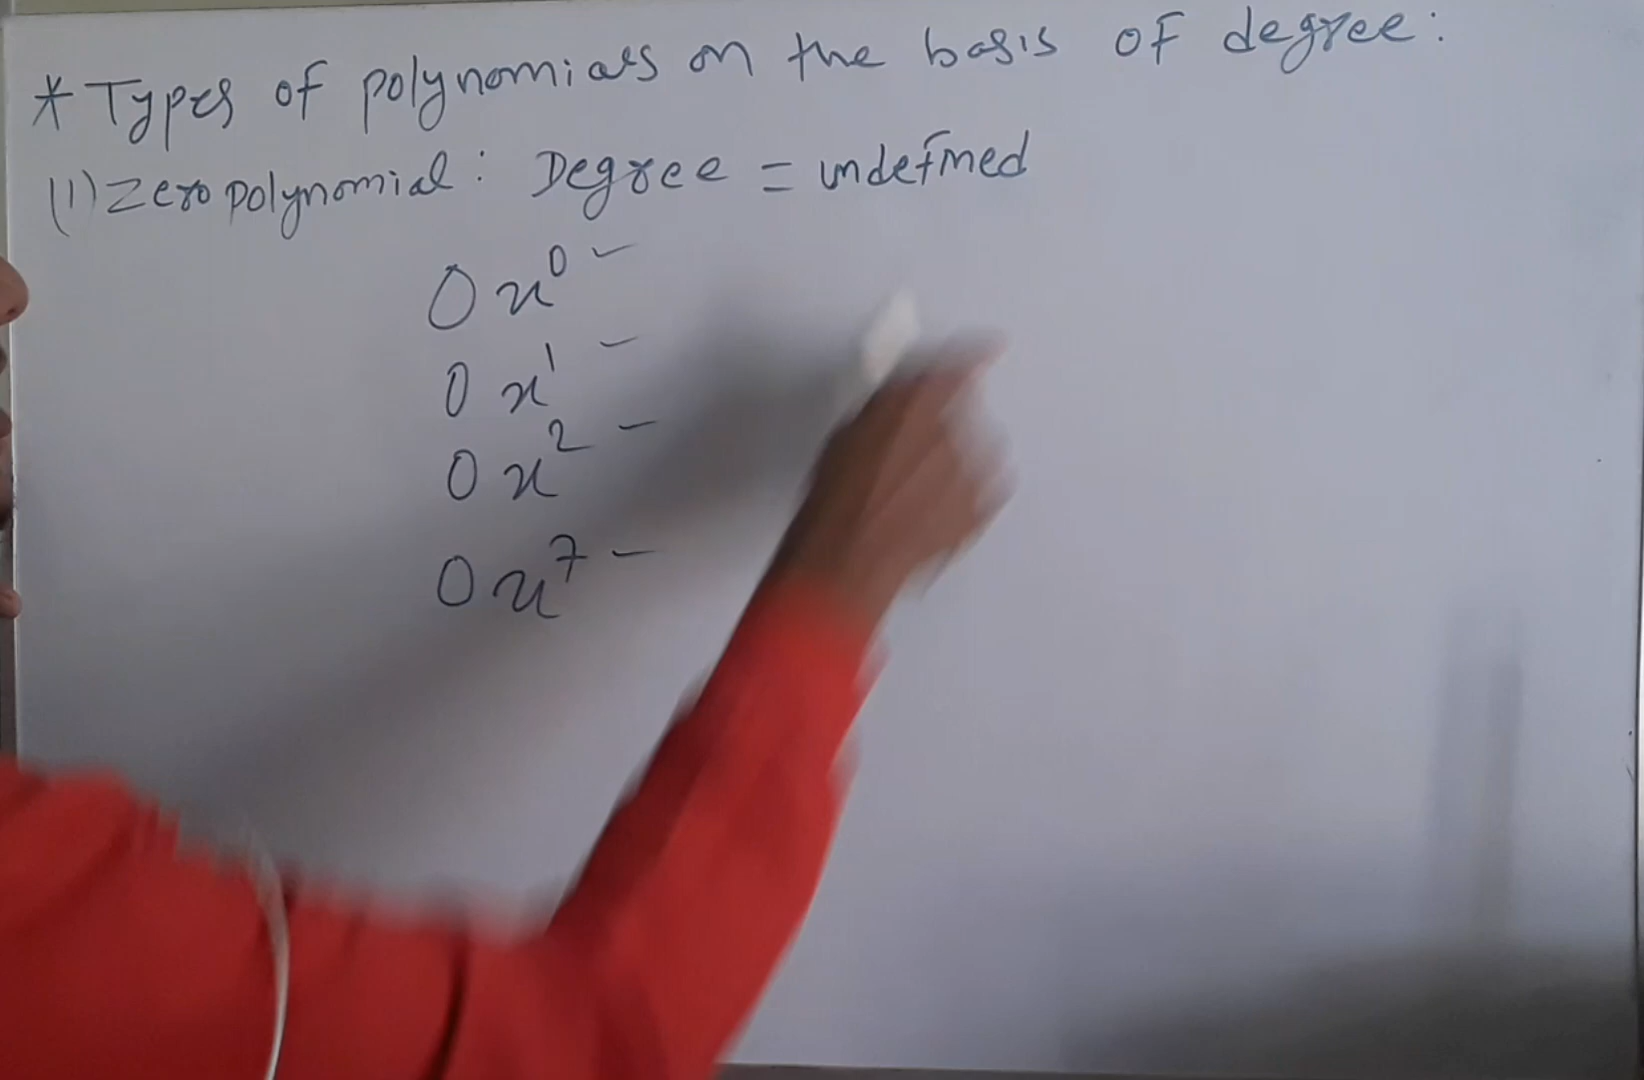 * Types of polynomials on the basis of degree:
(1) Zero polynomial: Degree = undefined
0x⁰ -
0x¹ -
0x² -
0x⁷ -